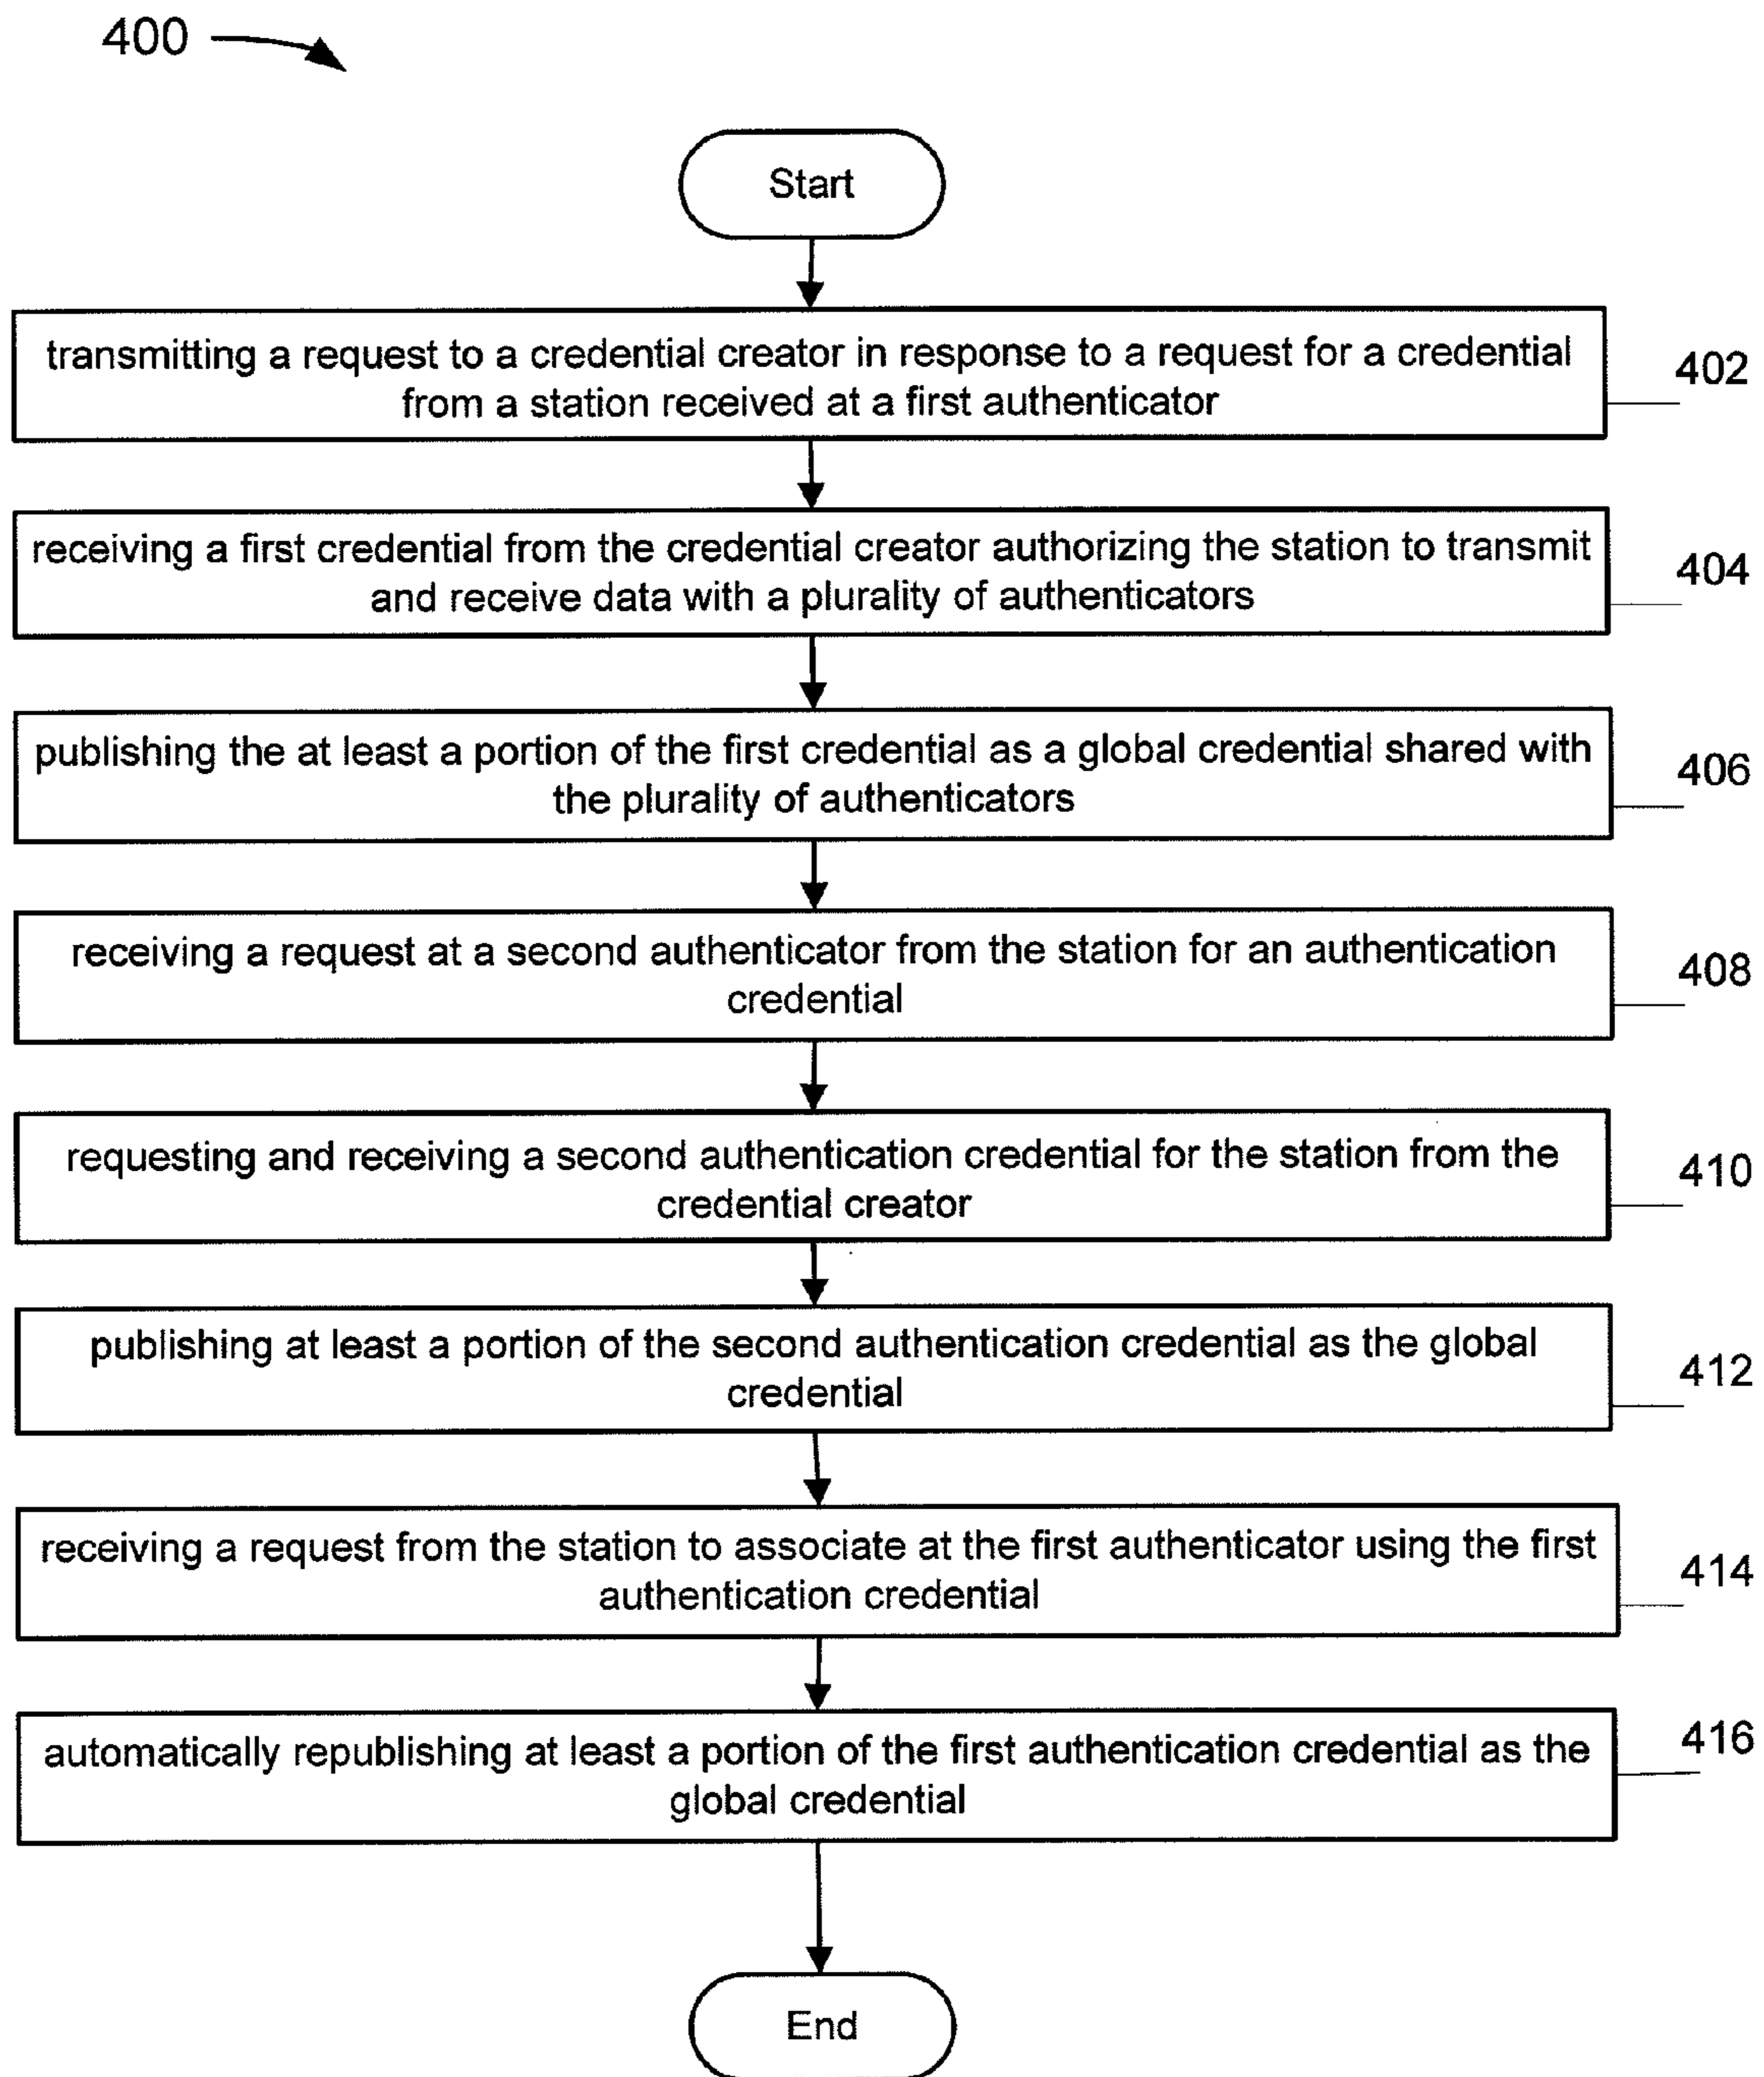 400
Start
transmitting a request to a credential creator in response to a request for a credential
from a station received at a first authenticator
402
receiving a first credential from the credential creator authorizing the station to transmit
and receive data with a plurality of authenticators
404
publishing the at least a portion of the first credential as a global credential shared with
the plurality of authenticators
406
receiving a request at a second authenticator from the station for an authentication
credential
408
requesting and receiving a second authentication credential for the station from the
credential creator
410
publishing at least a portion of the second authentication credential as the global
credential
412
receiving a request from the station to associate at the first authenticator using the first
authentication credential
414
automatically republishing at least a portion of the first authentication credential as the
global credential
416
End